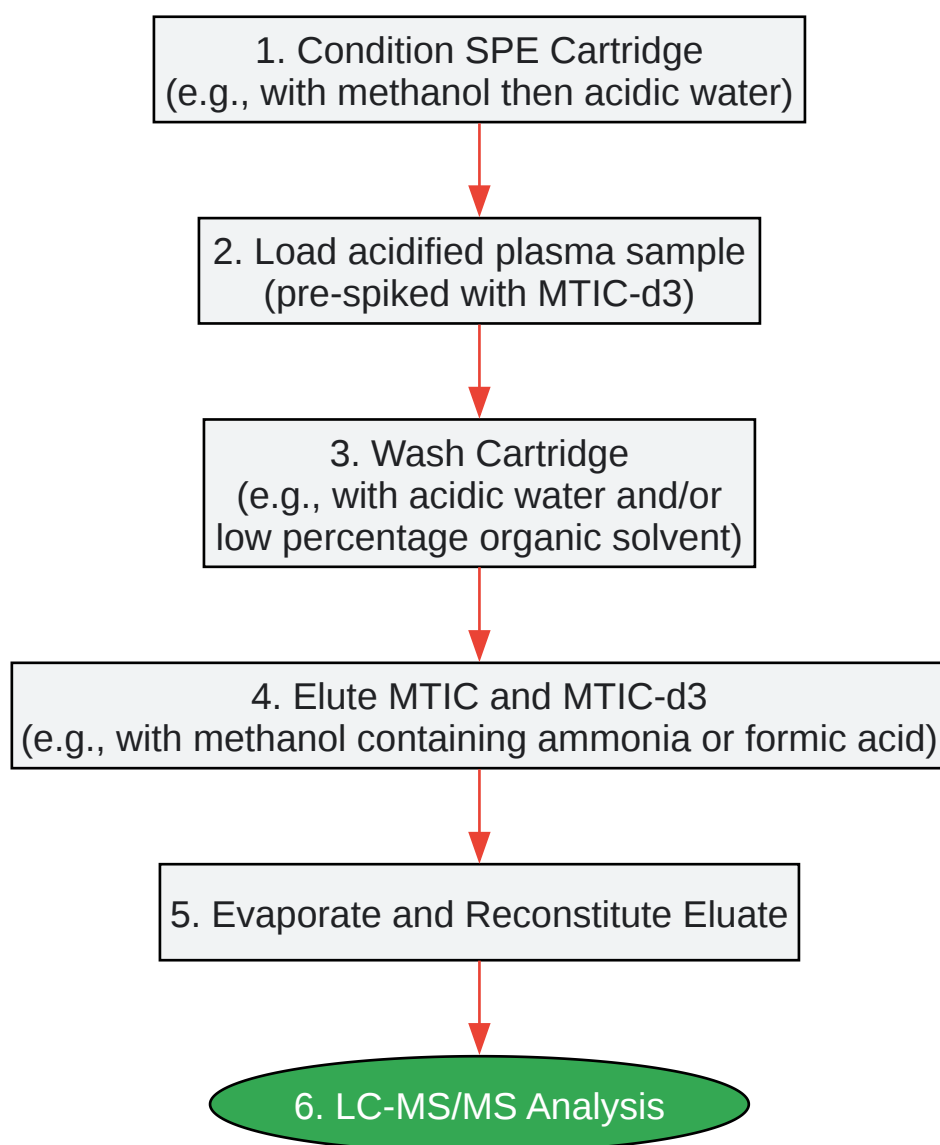 1. Condition SPE Cartridge
(e.g., with methanol then acidic water)
2. Load acidified plasma sample
(pre-spiked with MTIC-d3)
3. Wash Cartridge
(e.g., with acidic water and/or
low percentage organic solvent)
4. Elute MTIC and MTIC-d3
(e.g., with methanol containing ammonia or formic acid)
5. Evaporate and Reconstitute Eluate
6. LC-MS/MS Analysis